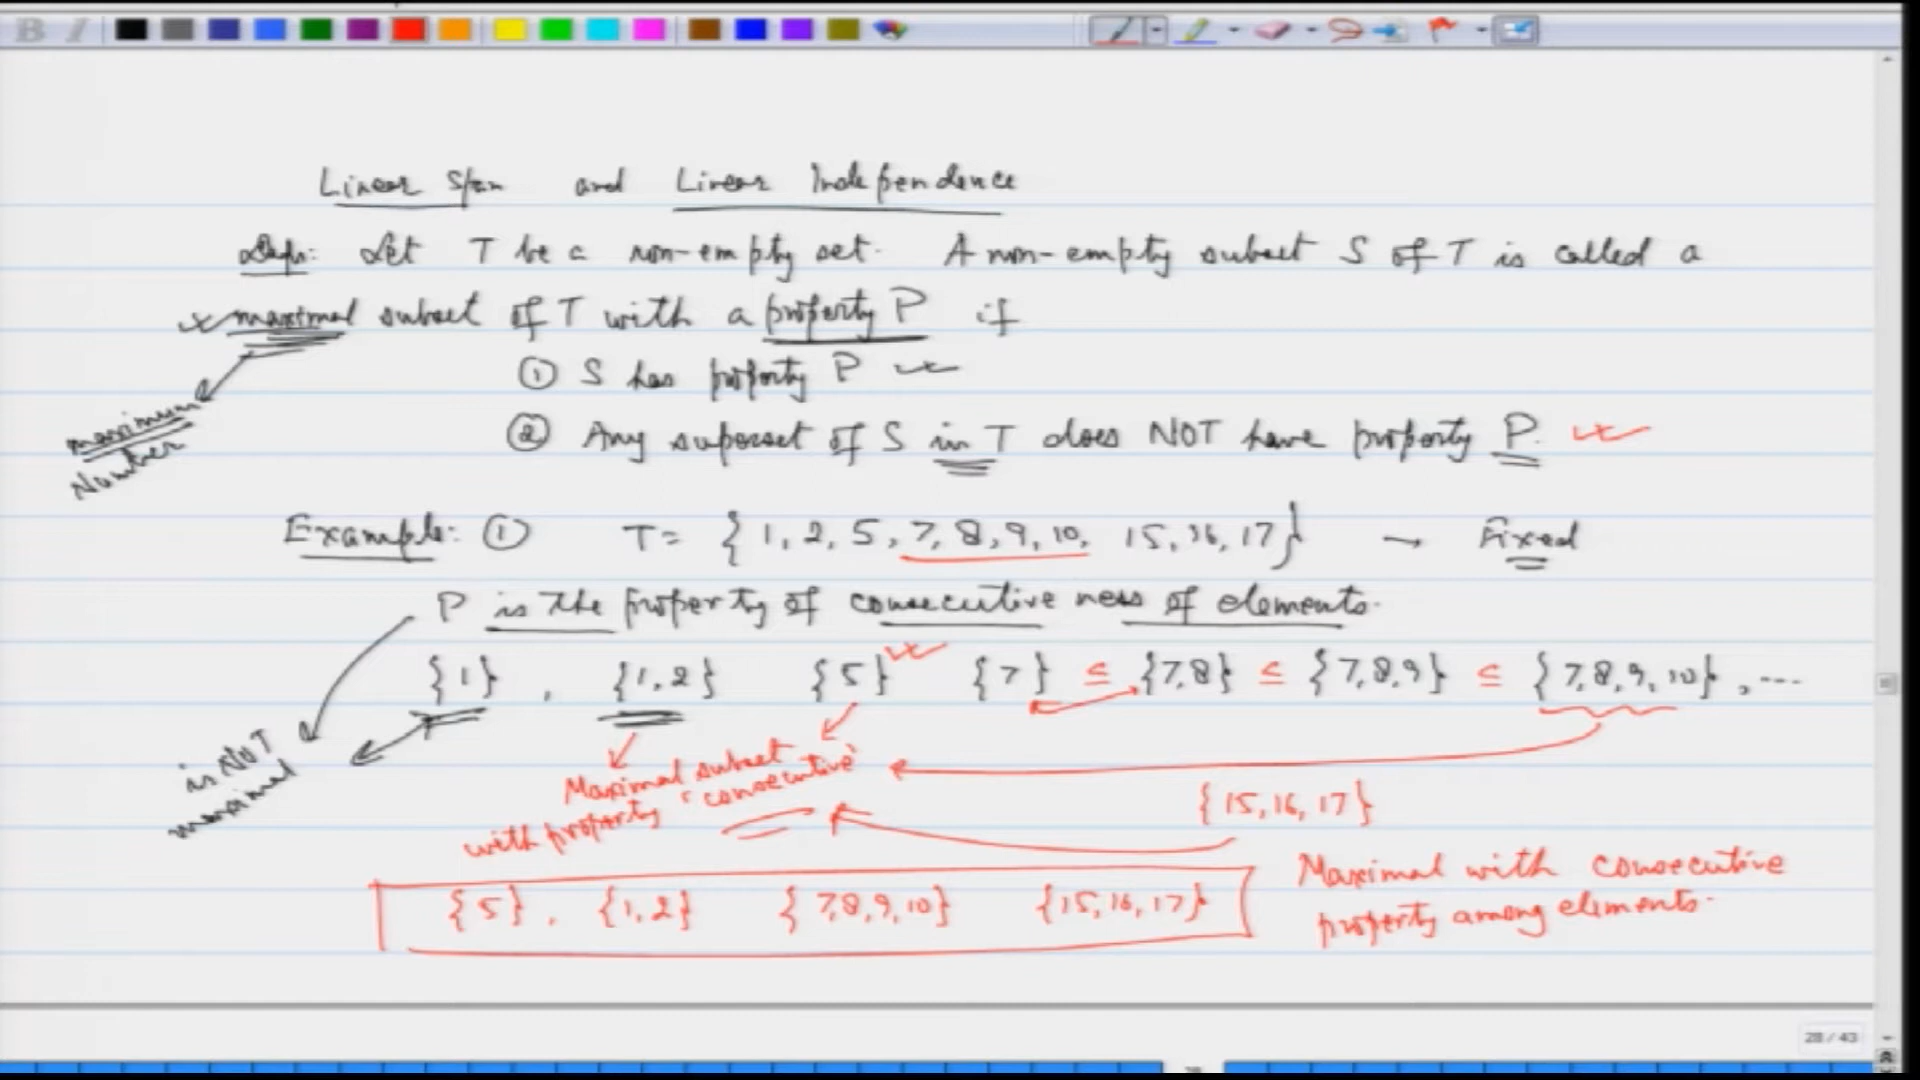 B I
Linear Span and Linear Independence
Defn: Let T be a non-empty set. A non-empty subset S of T is called a
maximal subset of T with a property P if
① S has property P
maximum
Number
② Any superset of S in T does NOT have property P.
Example: ① T = {1, 2, 5, 7, 8, 9, 10, 15, 16, 17} → Fixed
P is the property of consecutive ness of elements.
{1} , {1,2} {5} {7} ⊆ {7,8} ⊆ {7,8,9} ⊆ {7,8,9,10}, ...
is NOT
maximal
Maximal subset
with property 'consecutive'
{15, 16, 17}
{5}, {1,2} {7,8,9,10} {15,16,17}
Maximal with consecutive
property among elements.
28 / 43